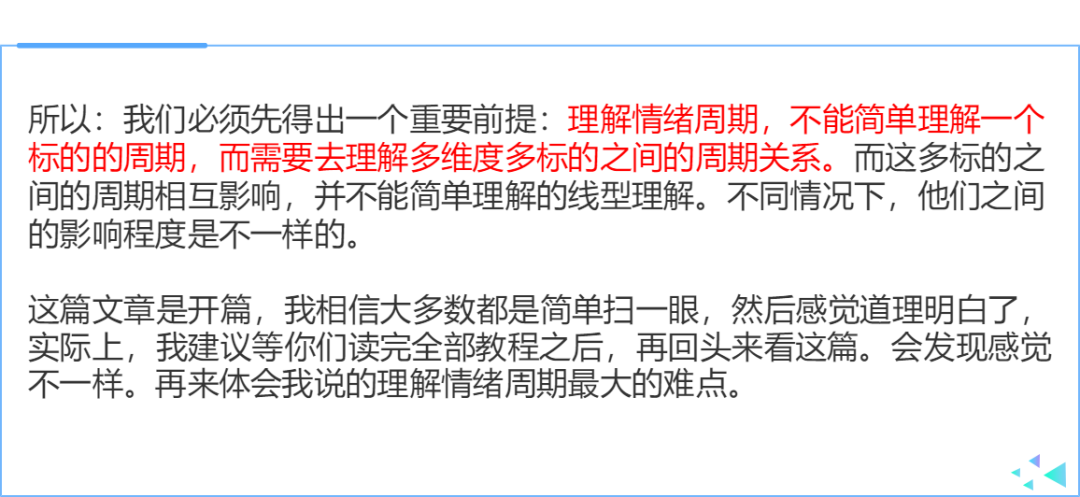 所以：我们必须先得出一个重要前提：理解情绪周期，不能简单理解一个
标的的周期，而需要去理解多维度多标的之间的周期关系。而这多标的之
间的周期相互影响，并不能简单理解的线型理解。不同情况下，他们之间
的影响程度是不一样的。
这篇文章是开篇，我相信大多数都是简单扫一眼，然后感觉道理明白了，
实际上，我建议等你们读完全部教程之后，再回头来看这篇。会发现感觉
不一样。再来体会我说的理解情绪周期最大的难点。